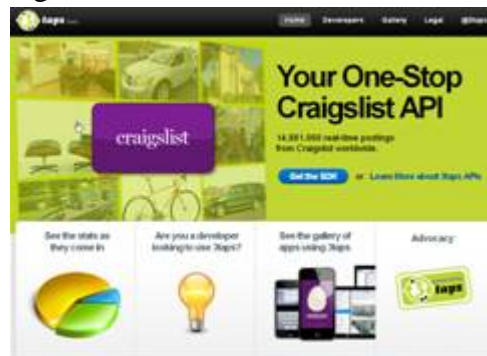 3taps
Home Developers Gallery Legal
Your One-Stop
Craigslist API
real-time postings
from Craigslist worldwide.
Get the SDK or Learn More about 3taps APIs
craigslist
See the stats as
they come in
Are you a developer
looking to use 3taps?
See the gallery of
apps using 3taps
Advocacy
3taps